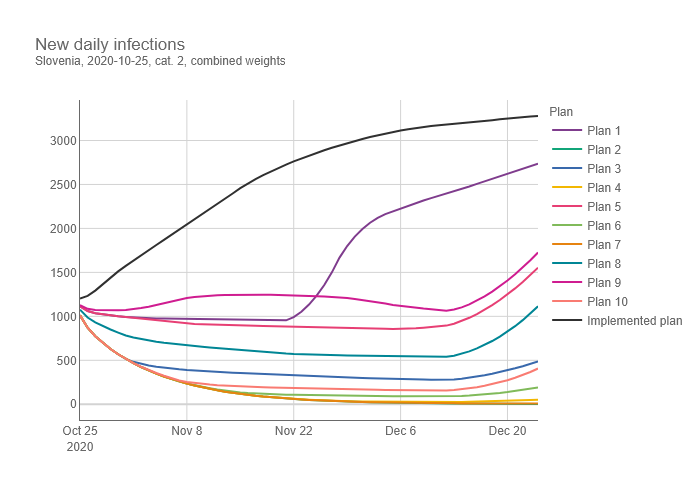 New daily infections
Slovenia, 2020-10-25, cat. 2, combined weights
Plan
3000
2500
2000
1500
1000
500
0
Oct 25
2020
Nov 8
Nov 22
Dec 6
Dec 20
Plan 1
Plan 2
Plan 3
Plan 4
Plan 5
Plan 6
Plan 7
Plan 8
Plan 9
Plan 10
Implemented plan